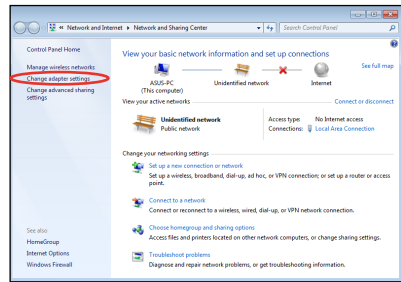 « Network and Internet ▸ Network and Sharing Center
Search Control Panel
Control Panel Home
Manage wireless networks
Change adapter settings
Change advanced sharing
settings
See also
HomeGroup
Internet Options
Windows Firewall
View your basic network information and set up connections
See full map
ASUS-PC
(This computer)
Unidentified network
Internet
View your active networks
Connect or disconnect
Unidentified network
Public network
Access type: No Internet access
Connections: Local Area Connection
Change your networking settings
Set up a new connection or network
Set up a wireless, broadband, dial-up, ad hoc, or VPN connection; or set up a router or access
point.
Connect to a network
Connect or reconnect to a wireless, wired, dial-up, or VPN network connection.
Choose homegroup and sharing options
Access files and printers located on other network computers, or change sharing settings.
Troubleshoot problems
Diagnose and repair network problems, or get troubleshooting information.